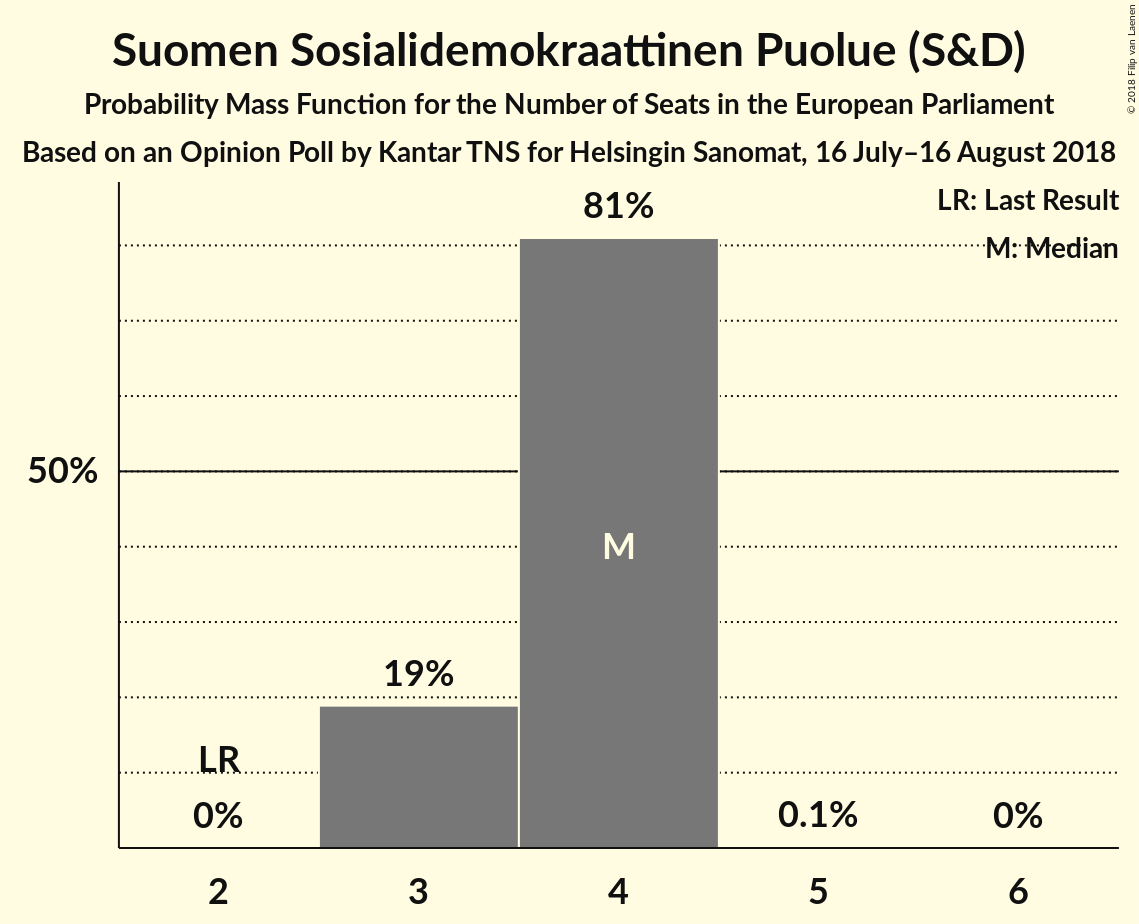 Suomen Sosialidemokraattinen Puolue (S&D)
Probability Mass Function for the Number of Seats in the European Parliament
Based on an Opinion Poll by Kantar TNS for Helsingin Sanomat, 16 July–16 August 2018
© 2018 Filip van Laenen
LR: Last Result
M: Median
81%
50%
M
19%
LR
0%
0.1%
0%
2 3 4 5 6